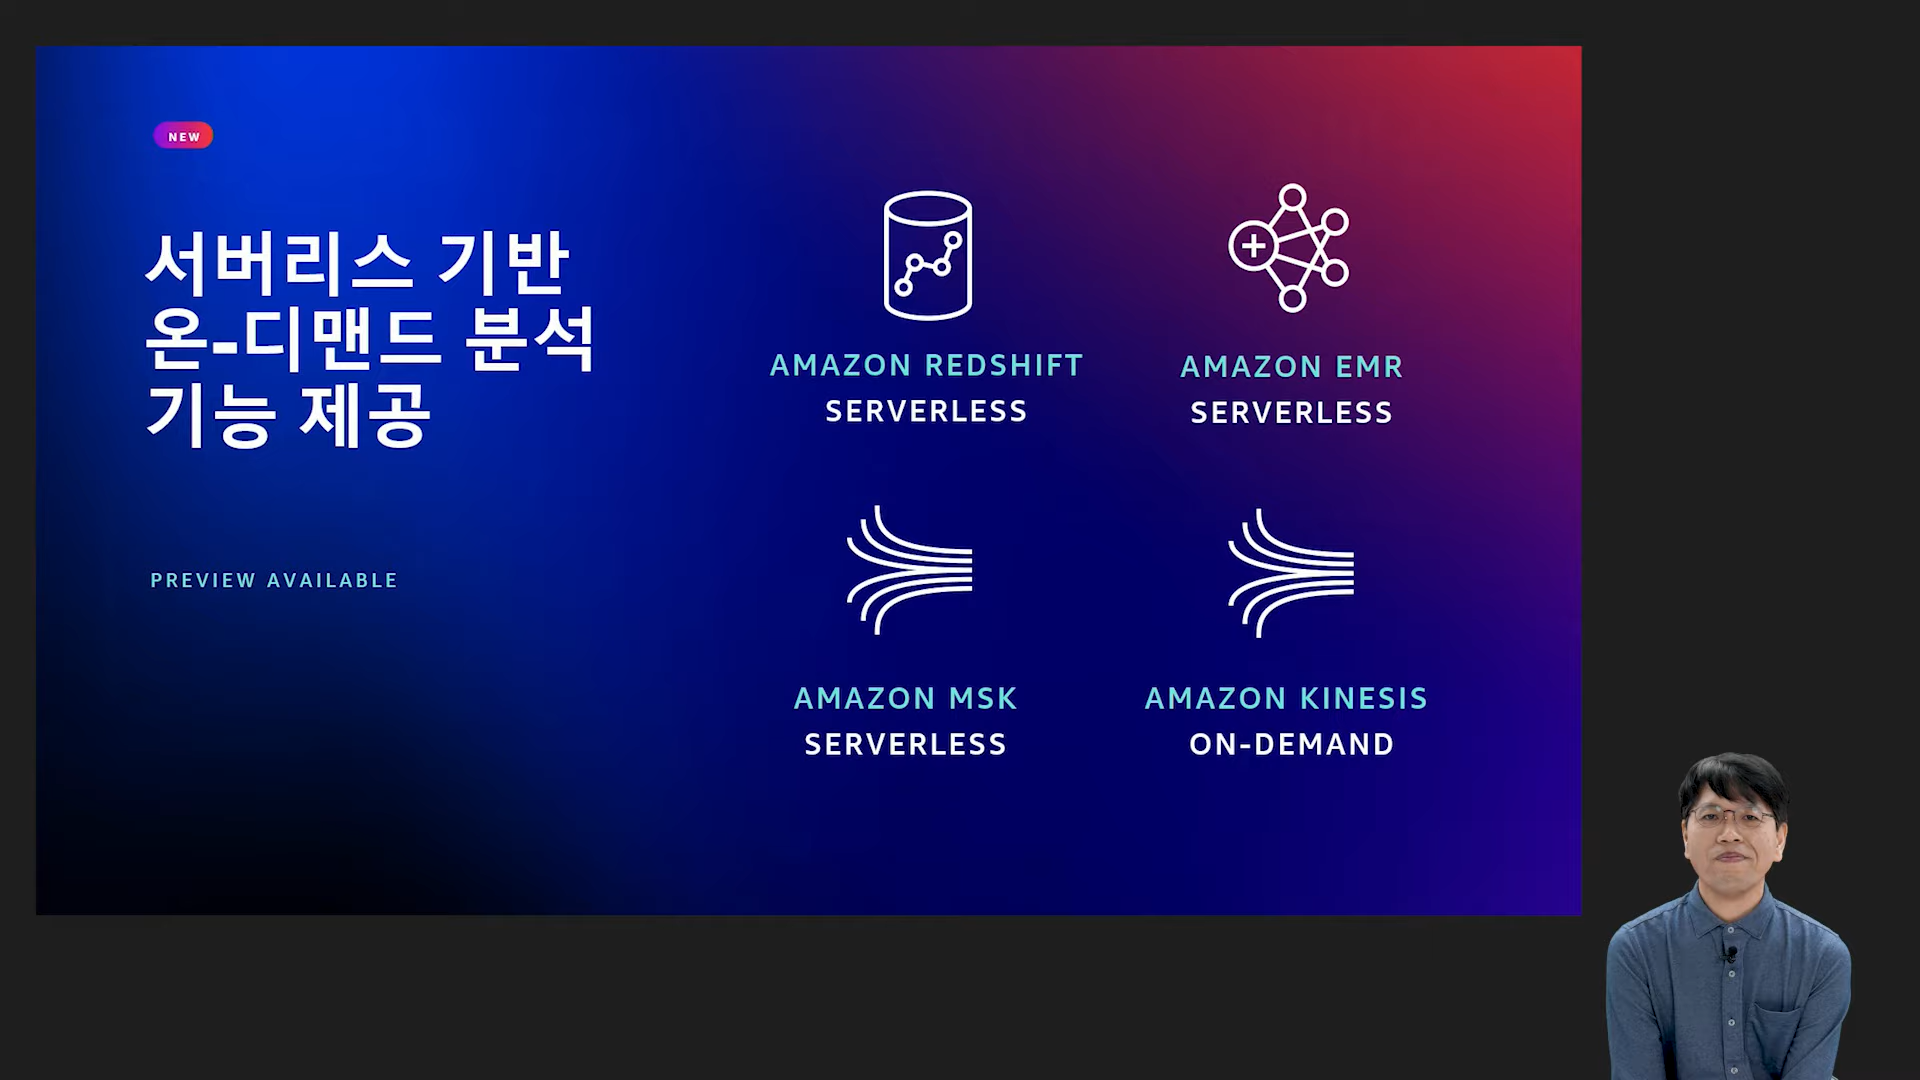 NEW
서버리스 기반
온-디맨드 분석
기능 제공
PREVIEW AVAILABLE
AMAZON REDSHIFT
SERVERLESS
AMAZON EMR
SERVERLESS
AMAZON MSK
SERVERLESS
AMAZON KINESIS
ON-DEMAND